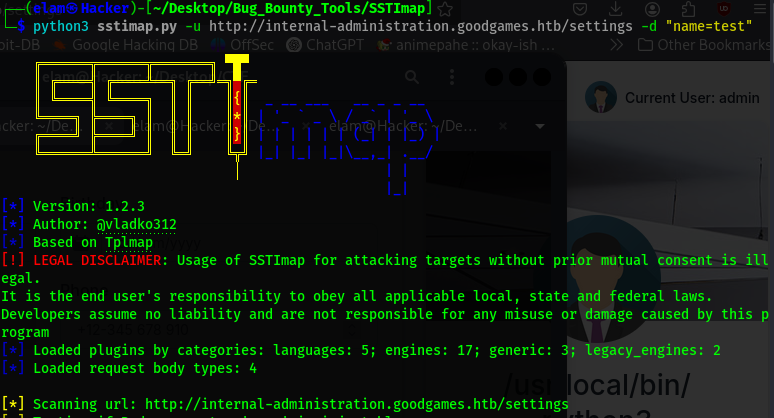 ┌──(elam㉿Hacker)-[~/Desktop/Bug_Bounty_Tools/SSTImap]
└─$ python3 sstimap.py -u http://internal-administration.goodgames.htb/settings -d "name=test"
Google Hacking DB OffSec ChatGPT animepahe :: okay-ish Other Bookmarks
Current User: admin
SSTImap
[*] Version: 1.2.3
[*] Author: @vladko312
[*] Based on Tplmap
[!] LEGAL DISCLAIMER: Usage of SSTImap for attacking targets without prior mutual consent is ill
egal.
It is the end user's responsibility to obey all applicable local, state and federal laws.
Developers assume no liability and are not responsible for any misuse or damage caused by this p
rogram
[*] Loaded plugins by categories: languages: 5; engines: 17; generic: 3; legacy_engines: 2
[*] Loaded request body types: 4
/usr/local/bin/
[*] Scanning url: http://internal-administration.goodgames.htb/settings